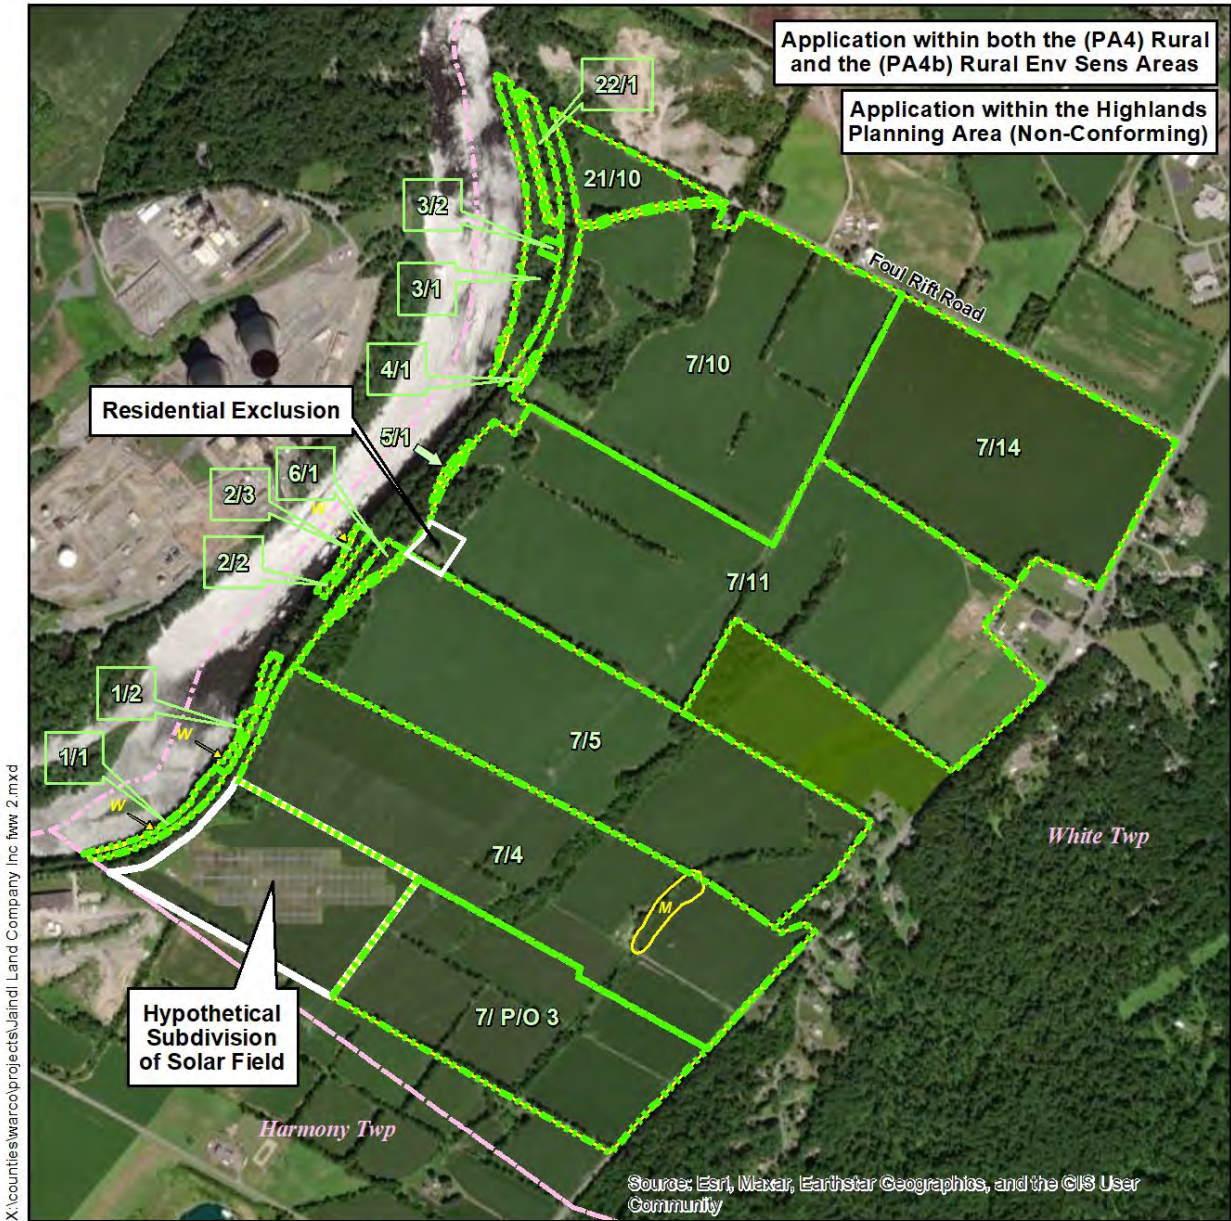 Application within both the (PA4) Rural
and the (PA4b) Rural Env Sens Areas
Application within the Highlands
Planning Area (Non-Conforming)
22/1
21/10
3/2
3/1
Foul Rift Road
7/10
4/1
Residential Exclusion
5/1
7/14
6/1
2/3
W
2/2
7/11
1/2
W
7/5
1/1
W
White Twp
7/4
M
Hypothetical
Subdivision
of Solar Field
7/ P/O 3
Harmony Twp
Source: Esri, Maxar, Earthstar Geographics, and the GIS User
Community
X:\counties\warco\projects\Jaindl Land Company Inc fww 2.mxd